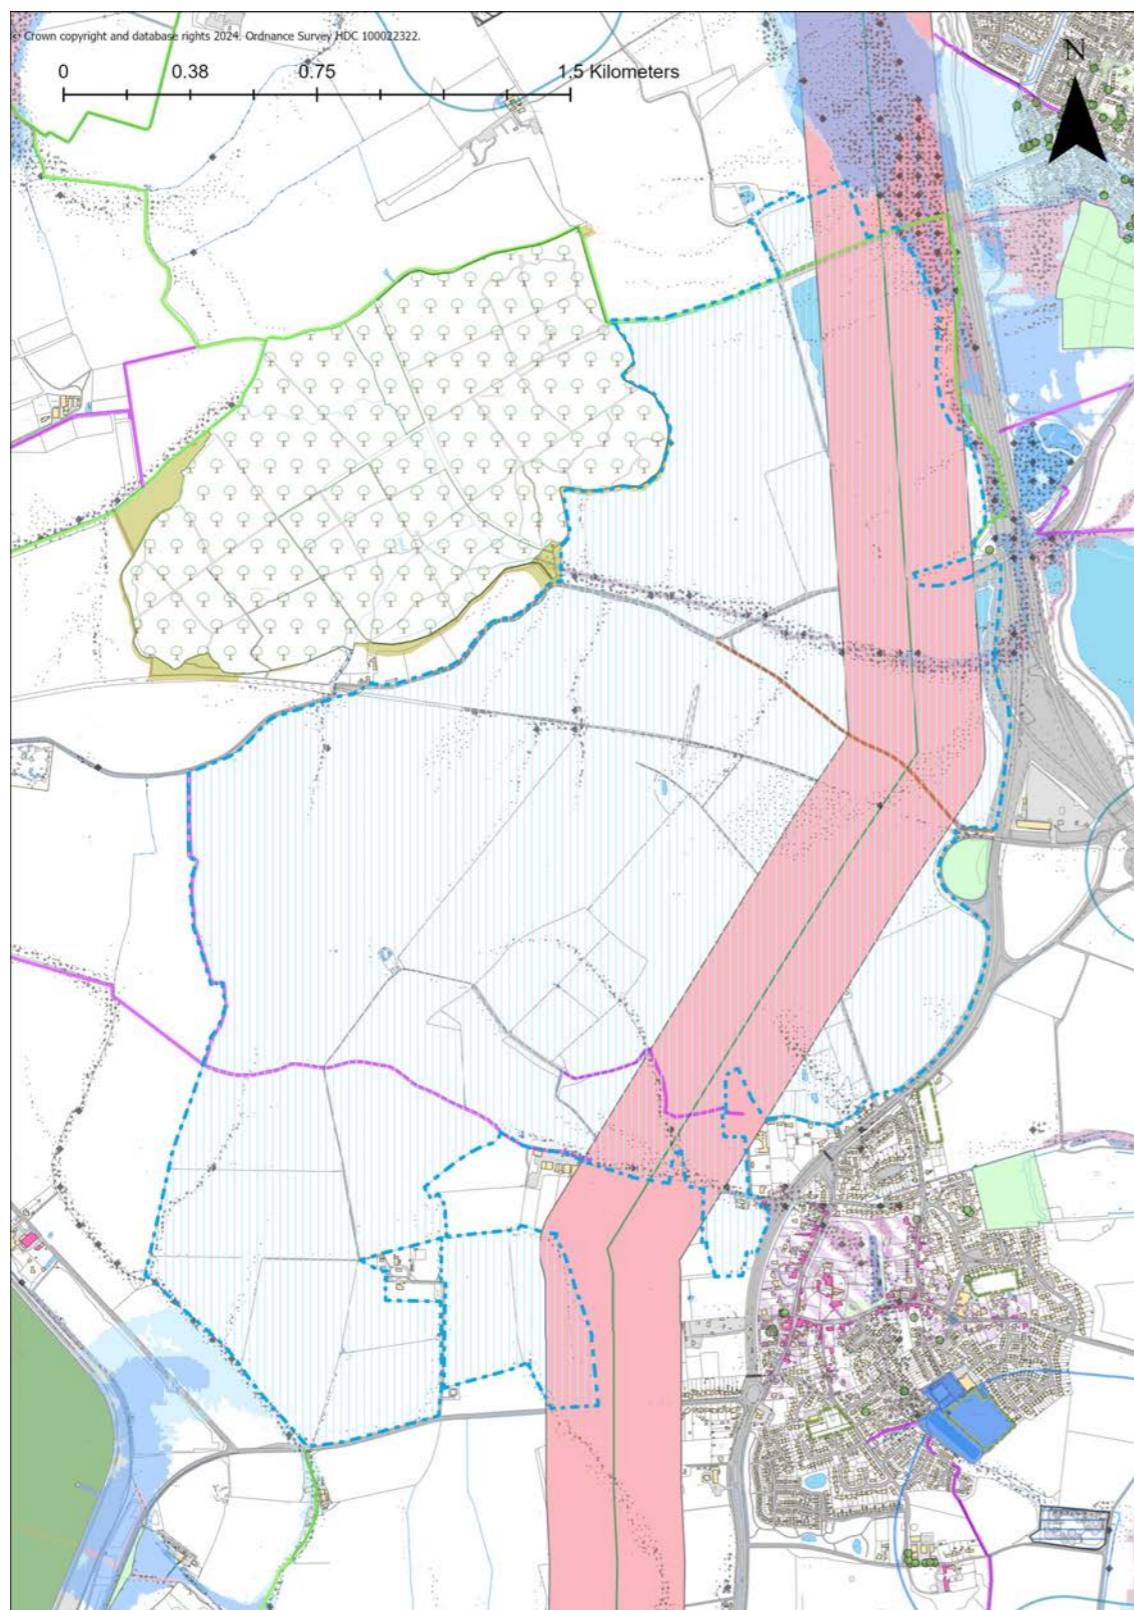 Crown copyright and database rights 2024. Ordnance Survey HDC 100022322.
0 0.38 0.75 1.5 Kilometers
N